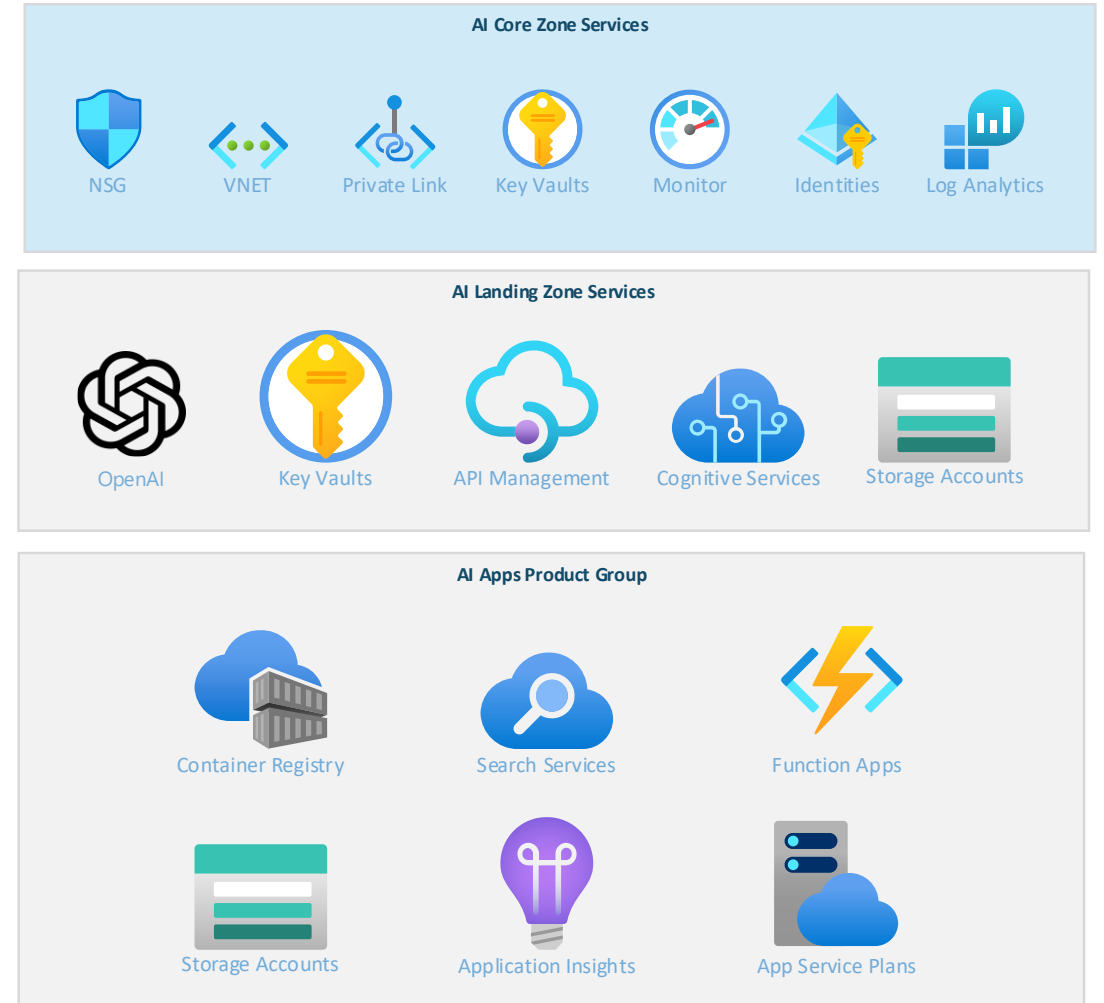 AI Core Zone Services
NSG
VNET
Private Link
Key Vaults
Monitor
Identities
Log Analytics
AI Landing Zone Services
OpenAI
Key Vaults
API Management
Cognitive Services
Storage Accounts
AI Apps Product Group
Container Registry
Search Services
Function Apps
Storage Accounts
Application Insights
App Service Plans